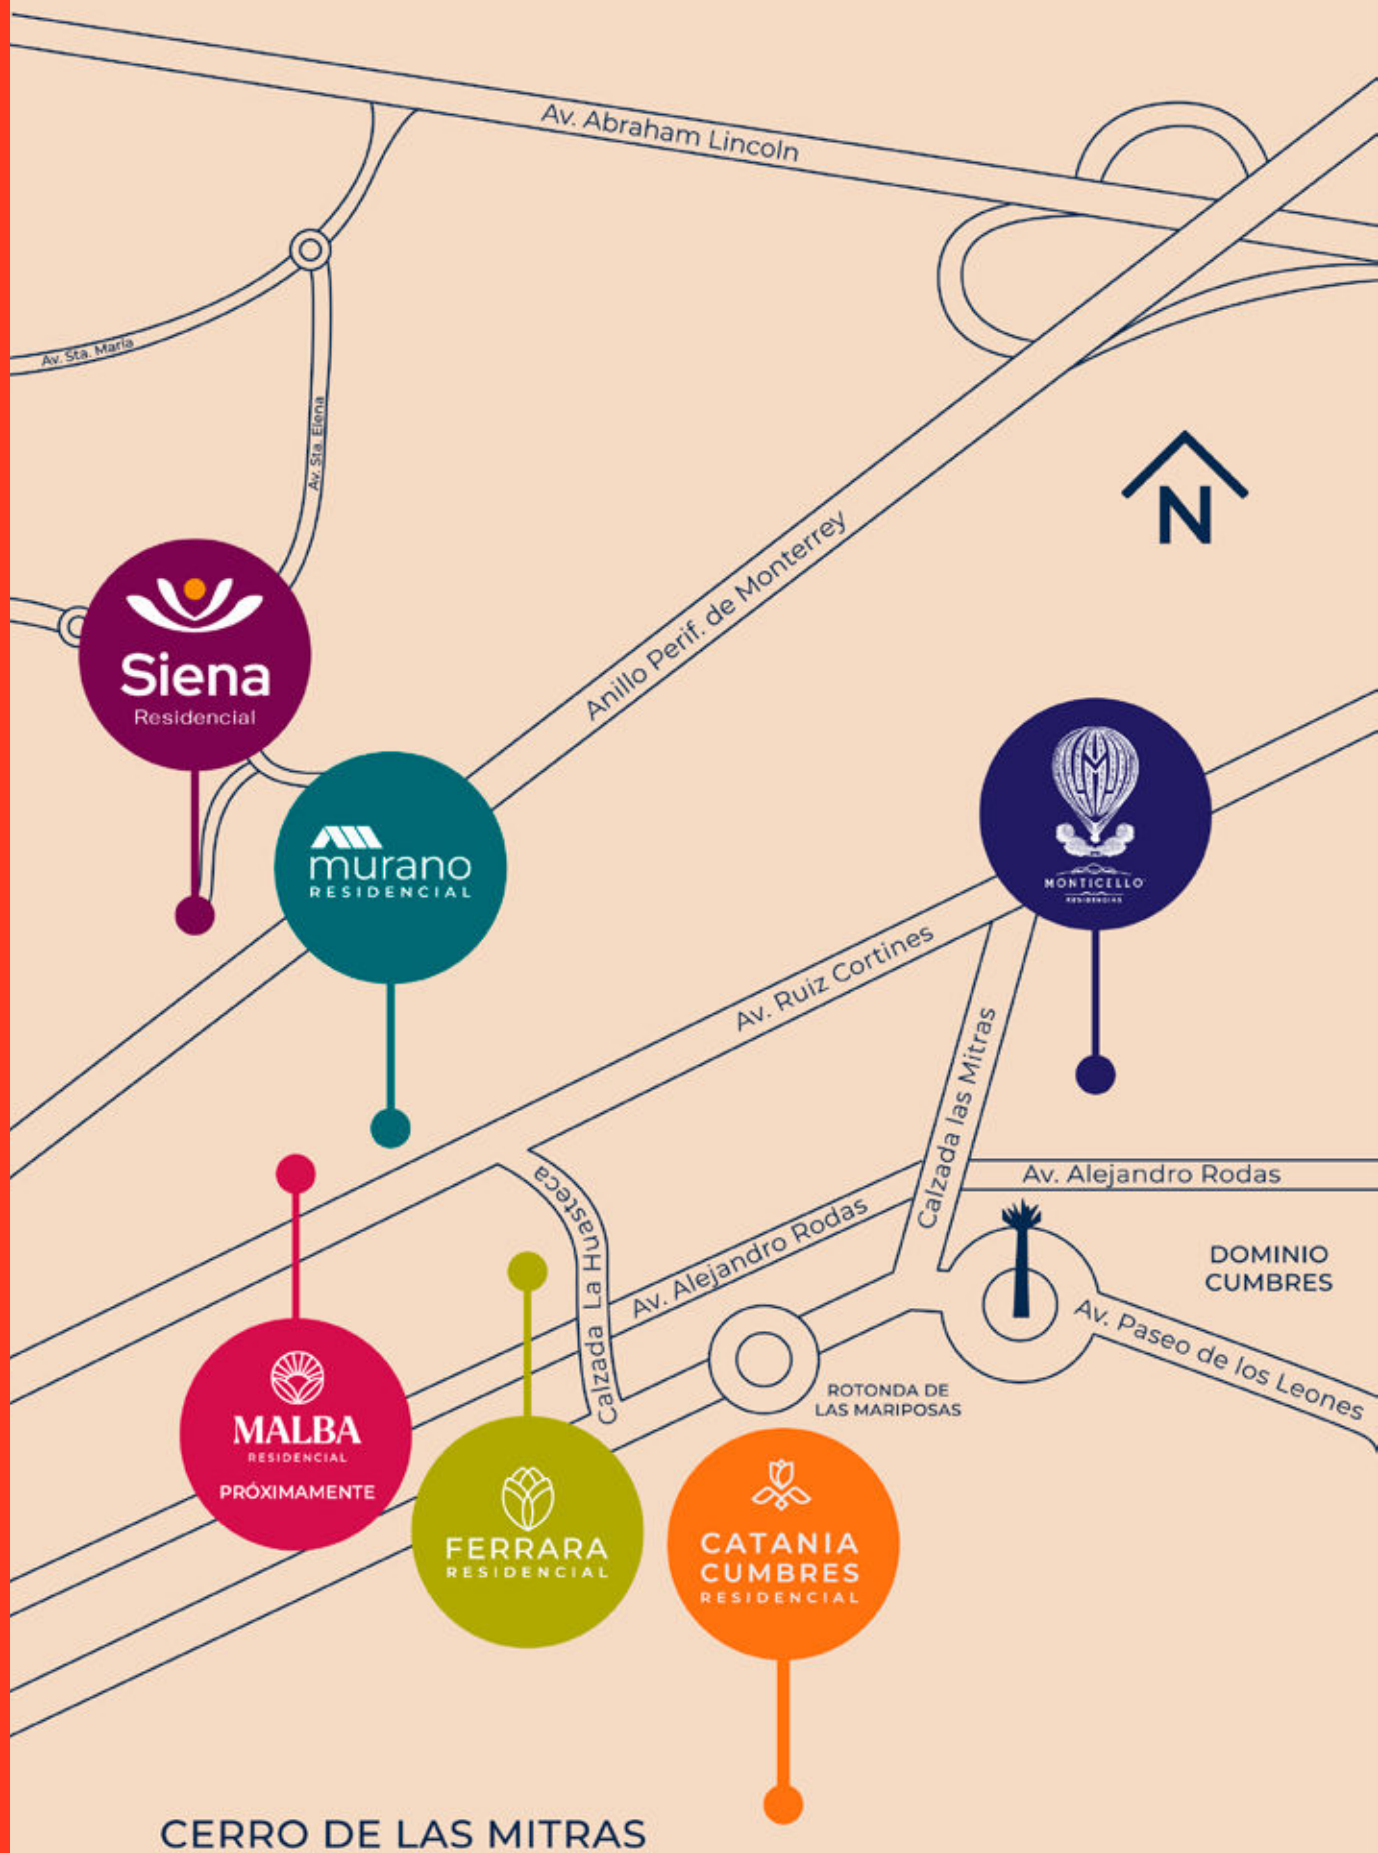 Av. Abraham Lincoln
Av. Sta. María
Av. Sta. Elena
N
Anillo Perif. de Monterrey
Siena
Residencial
murano
RESIDENCIAL
MONTICELLO
RESIDENCIAS
Av. Ruiz Cortines
Calzada las Mitras
Calzada La Huasteca
Av. Alejandro Rodas
Av. Alejandro Rodas
DOMINIO
CUMBRES
Av. Paseo de los Leones
ROTONDA DE
LAS MARIPOSAS
MALBA
RESIDENCIAL
PRÓXIMAMENTE
FERRARA
RESIDENCIAL
CATANIA
CUMBRES
RESIDENCIAL
CERRO DE LAS MITRAS